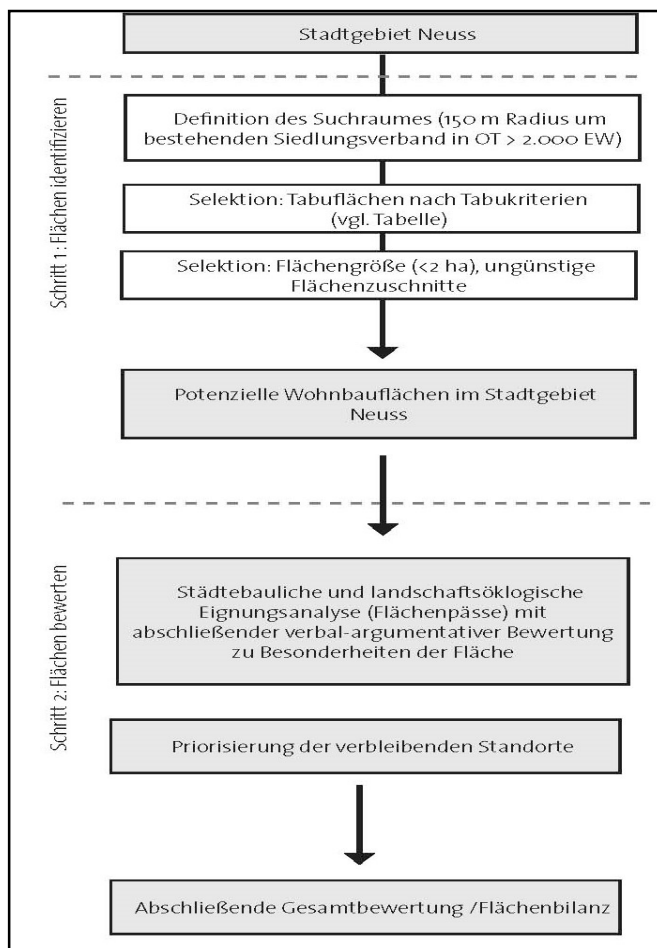 Stadtgebiet Neuss
Schritt 1: Flächen identifizieren
Definition des Suchraumes (150 m Radius um
bestehenden Siedlungsverband in OT > 2.000 EW)
Selektion: Tabuflächen nach Tabukriterien
(vgl. Tabelle)
Selektion: Flächengröße (<2 ha), ungünstige
Flächenzuschnitte
Potenzielle Wohnbauflächen im Stadtgebiet
Neuss
Schritt 2: Flächen bewerten
Städtebauliche und landschaftsöklogische
Eignungsanalyse (Flächenpässe) mit
abschließender verbal-argumentativer Bewertung
zu Besonderheiten der Fläche
Priorisierung der verbleibenden Standorte
Abschließende Gesamtbewertung /Flächenbilanz